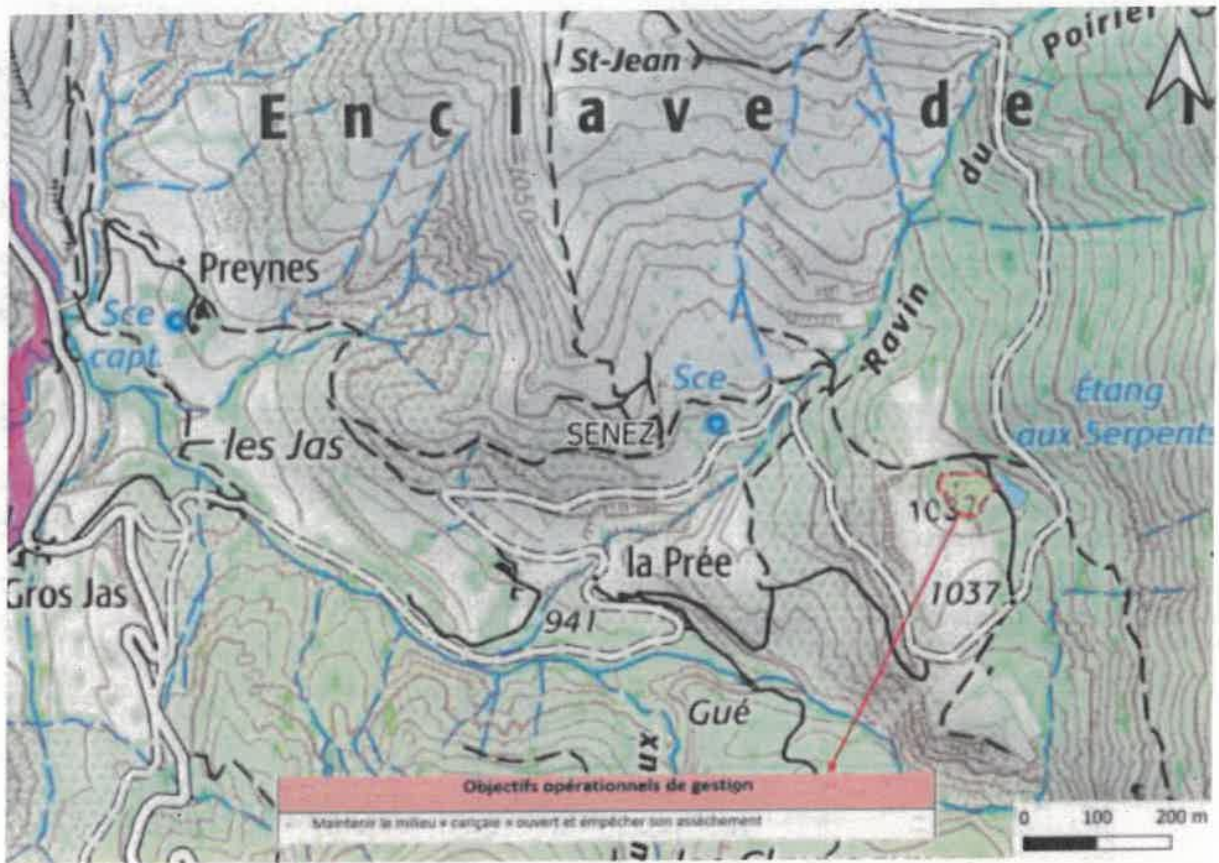 Poirier
St-Jean
Enclave de l
du
Preynes
Sce
capt.
Ravin
Sce
Étang
aux Serpents
SENEZ
les Jas
la Prée
1037
Gros Jas
941
Gué
Objectifs opérationnels de gestion
Maintenir le milieu « cariçaie » ouvert et empêcher son assèchement
0 100 200 m